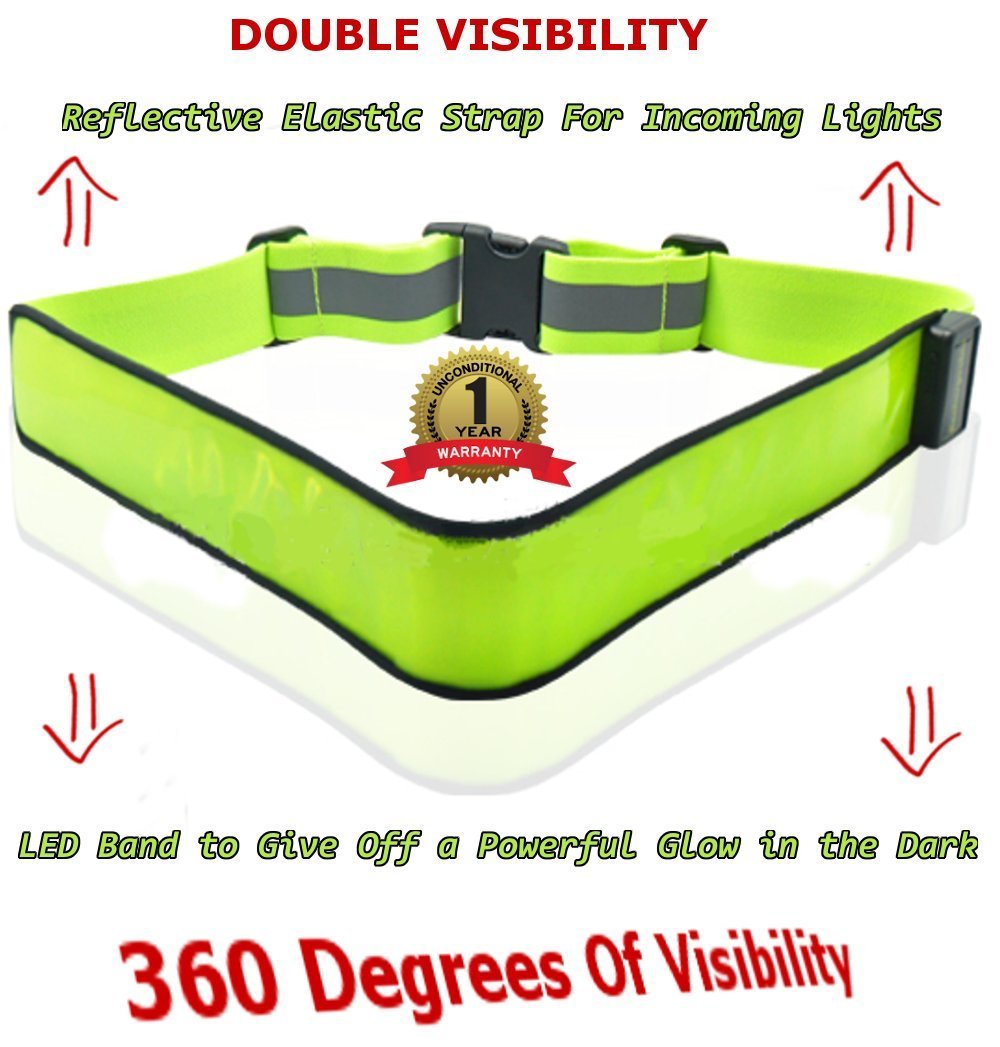 DOUBLE VISIBILITY
Reflective Elastic Strap For Incoming Lights
UNCONDITIONAL
1
YEAR
WARRANTY
LED Band to Give Off a Powerful Glow in the Dark
360 Degrees Of Visibility